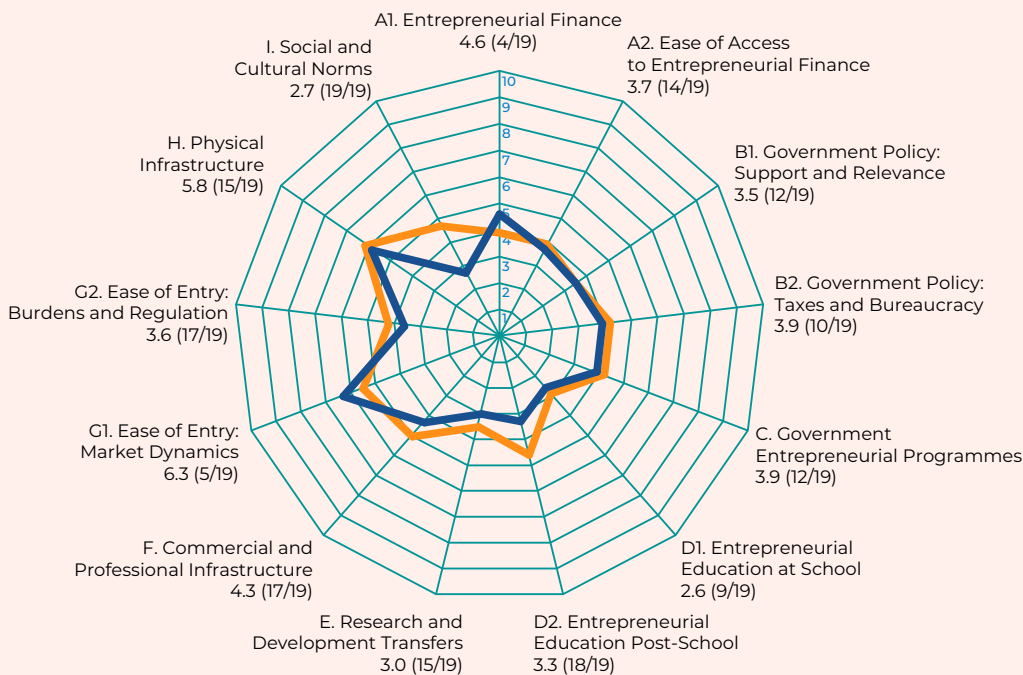 A1. Entrepreneurial Finance
4.6 (4/19)
A2. Ease of Access
to Entrepreneurial Finance
3.7 (14/19)
B1. Government Policy:
Support and Relevance
3.5 (12/19)
B2. Government Policy:
Taxes and Bureaucracy
3.9 (10/19)
C. Government
Entrepreneurial Programmes
3.9 (12/19)
D1. Entrepreneurial
Education at School
2.6 (9/19)
D2. Entrepreneurial
Education Post-School
3.3 (18/19)
E. Research and
Development Transfers
3.0 (15/19)
F. Commercial and
Professional Infrastructure
4.3 (17/19)
G1. Ease of Entry:
Market Dynamics
6.3 (5/19)
G2. Ease of Entry:
Burdens and Regulation
3.6 (17/19)
H. Physical
Infrastructure
5.8 (15/19)
I. Social and
Cultural Norms
2.7 (19/19)
10
9
8
7
6
5
4
3
2
1